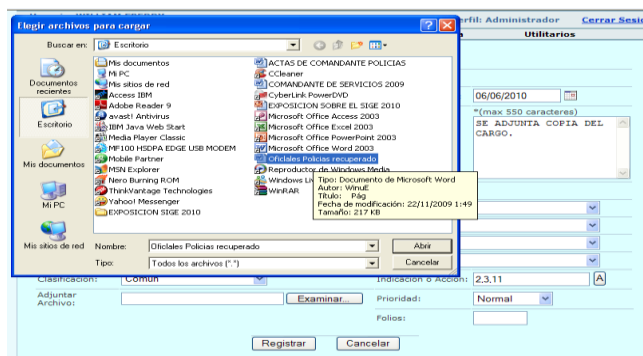 Perfil: Administrador
Cerrar Sesi
Utilitarios
Elegir archivos para cargar
Buscar en:
Escritorio
Documentos recientes
Escritorio
Mis documentos
Mi PC
Mis sitios de red
Mis documentos
Mi PC
Mis sitios de red
Access IBM
Adobe Reader 9
avast! Antivirus
IBM Java Web Start
Media Player Classic
MF100 HSDPA EDGE USB MODEM
Mobile Partner
MSN Explorer
Nero Burning ROM
ThinkVantage Technologies
Yahoo! Messenger
EXPOSICION SIGE 2010
ACTAS DE COMANDANTE POLICIAS
CCleaner
COMANDANTE DE SERVICIOS 2009
CyberLink PowerDVD
EXPOSICION SOBRE EL SIGE 2010
Microsoft Office Access 2003
Microsoft Office Excel 2003
Microsoft Office PowerPoint 2003
Microsoft Office Word 2003
Oficiales Policias recuperado
Reproductor de Windows Media
Windows Li
WinRAR
Tipo: Documento de Microsoft Word
Autor: WinuE
Título: Pág
Fecha de modificación: 22/11/2009 1:49
Tamaño: 217 KB
Nombre:
Oficiales Policias recuperado
Abrir
Tipo:
Todos los archivos (*.*)
Cancelar
06/06/2010
*(max 550 caracteres)
SE ADJUNTA COPIA DEL
CARGO.
Clasificación:
Común
Indicación o Acción:
2,3,11
A
Adjuntar
Archivo:
Examinar...
Prioridad:
Normal
Folios:
Registrar
Cancelar